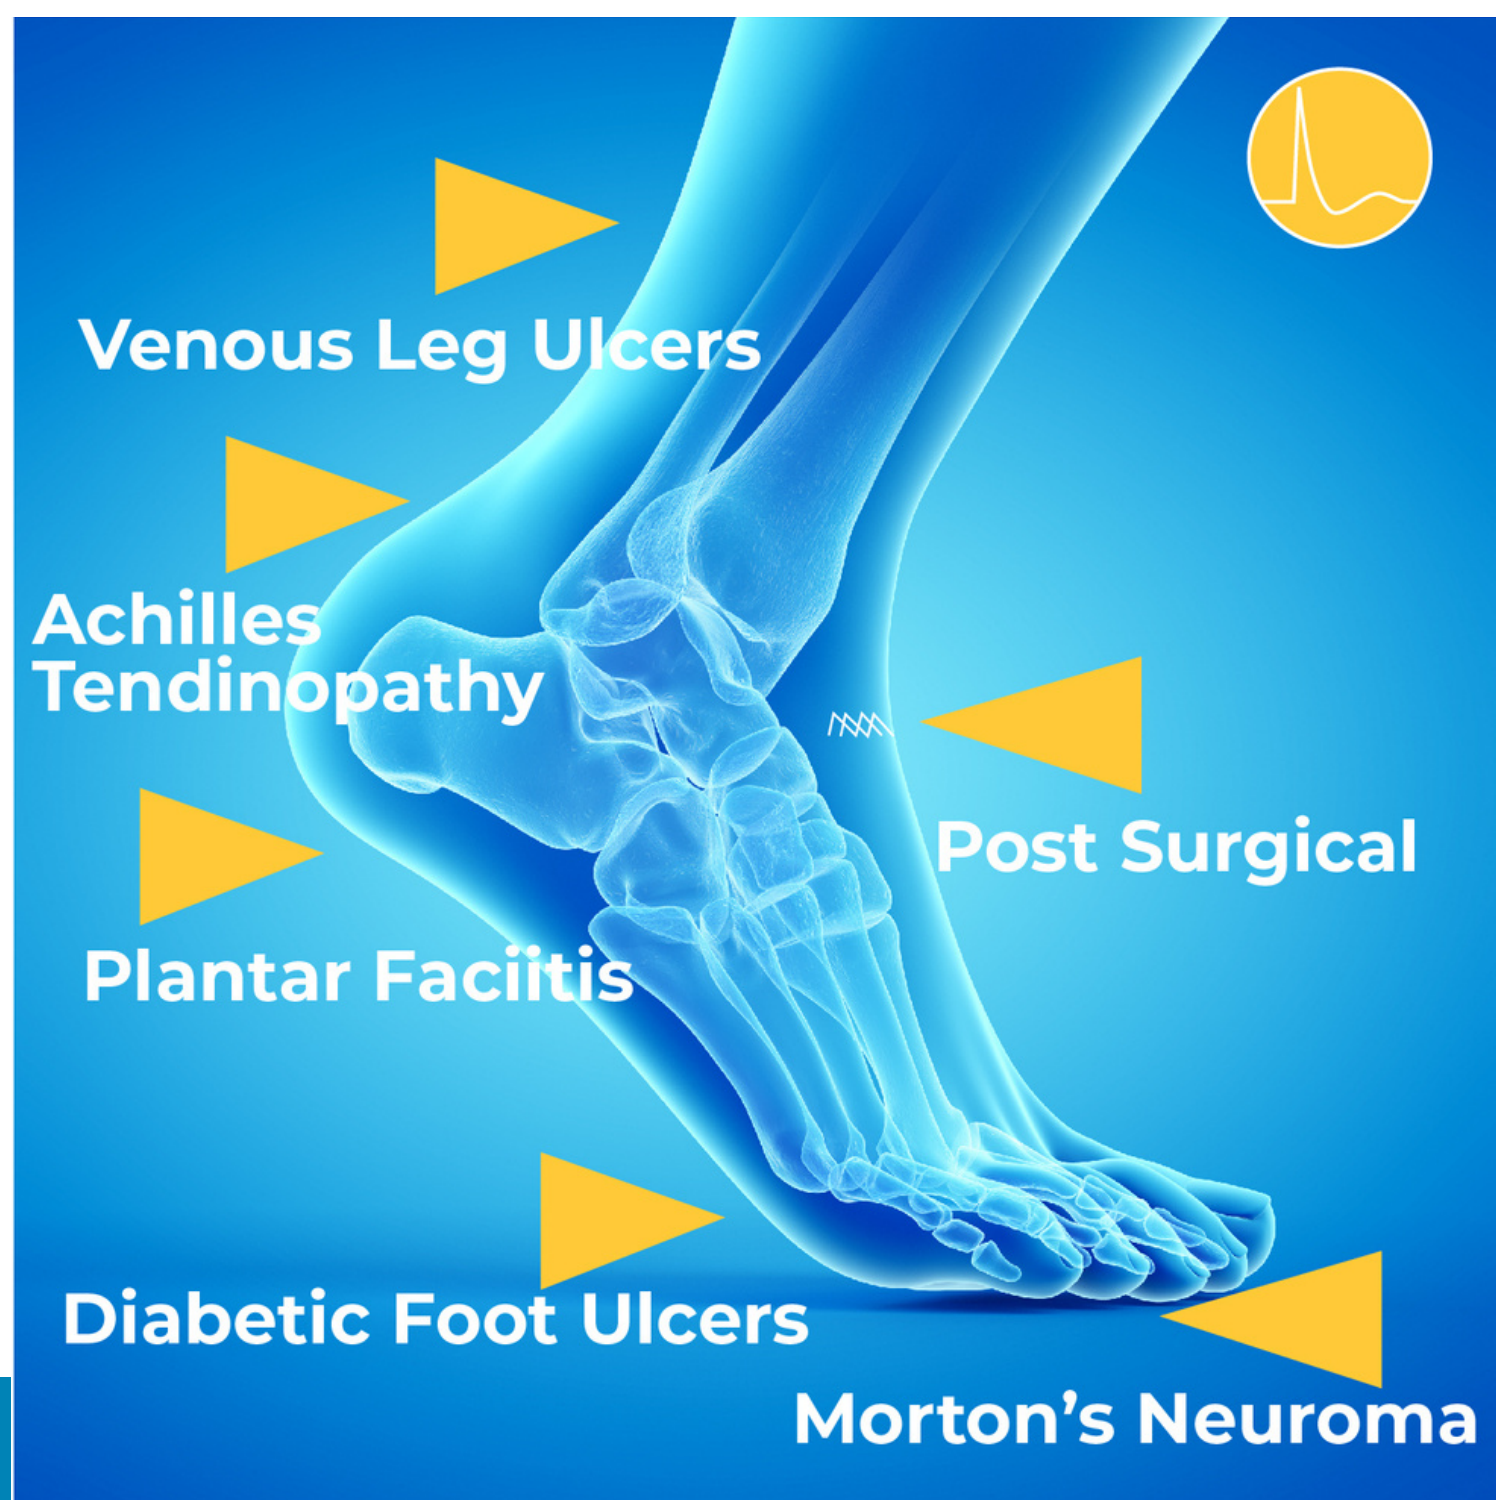 Venous Leg Ulcers
Achilles
Tendinopathy
Post Surgical
Plantar Faciitis
Diabetic Foot Ulcers
Morton’s Neuroma